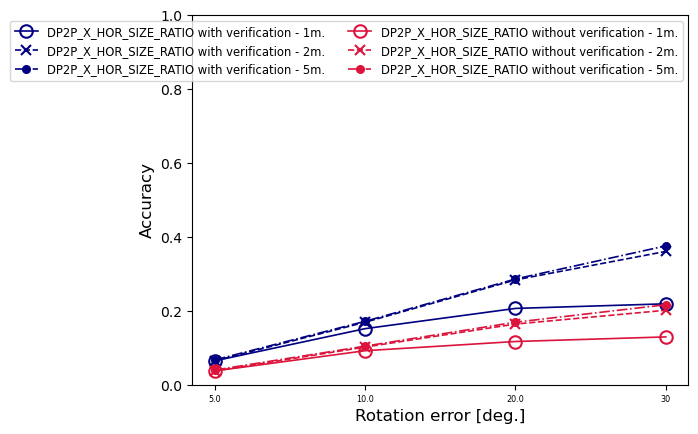 1.0
DP2P_X_HOR_SIZE_RATIO with verification - 1m. DP2P_X_HOR_SIZE_RATIO without verification - 1m.
DP2P_X_HOR_SIZE_RATIO with verification - 2m. DP2P_X_HOR_SIZE_RATIO without verification - 2m.
DP2P_X_HOR_SIZE_RATIO with verification - 5m. DP2P_X_HOR_SIZE_RATIO without verification - 5m.
0.8
0.6
Accuracy
0.4
0.2
0.0
5.0 10.0 20.0 30
Rotation error [deg.]